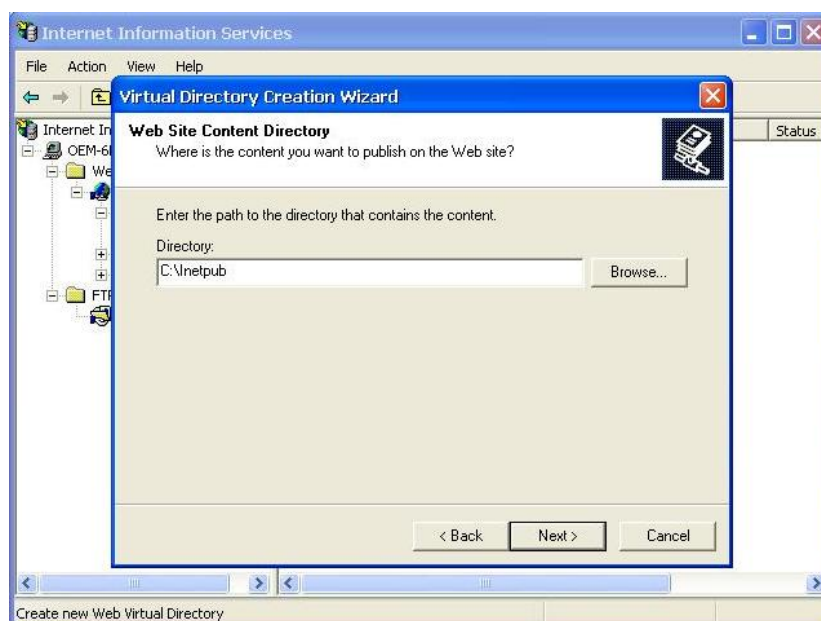 Internet Information Services
File Action View Help
Virtual Directory Creation Wizard
Internet In
Web Site Content Directory
Status
OEM-6
Where is the content you want to publish on the Web site?
We
Enter the path to the directory that contains the content.
Directory:
C:\Inetpub
Browse...
FTP
< Back Next > Cancel
Create new Web Virtual Directory